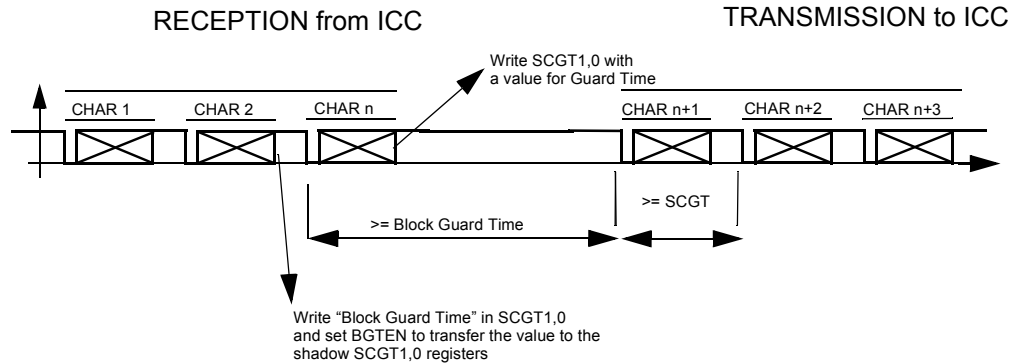 RECEPTION from ICC
TRANSMISSION to ICC
Write SCGT1,0 with
a value for Guard Time
CHAR 1
CHAR 2
CHAR n
CHAR n+1
CHAR n+2
CHAR n+3
>= Block Guard Time
>= SCGT
Write “Block Guard Time” in SCGT1,0
and set BGTEN to transfer the value to the
shadow SCGT1,0 registers